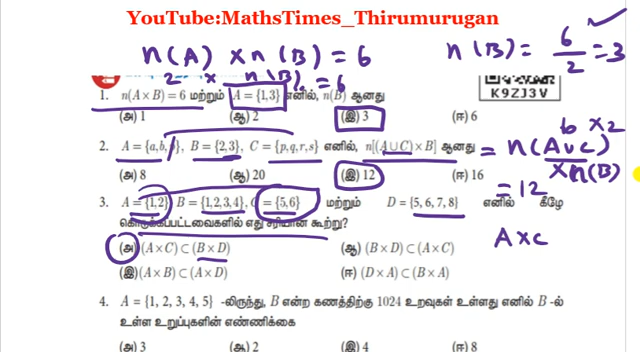 YouTube:MathsTimes_Thirumurugan
n(A) x n(B) = 6
n(B) = 6/2 = 3
2 x n(B) = 6
K9ZJ3V
1. n(A×B) = 6 மற்றும் A = {1,3} எனில், n(B) ஆனது
(அ) 1 (ஆ) 2 (இ) 3 (ஈ) 6
2. A = {a,b,p}, B = {2,3}, C = {p,q,r,s} எனில், n[(A∪C)×B] ஆனது
6 x2
= n(A∪C) x n(B)
(அ) 8 (ஆ) 20 (இ) 12 (ஈ) 16
= 12
3. A = {1,2}, B = {1,2,3,4}, C = {5,6} மற்றும் D = {5, 6, 7, 8} எனில் கீழே
கொடுக்கப்பட்டவைகளில் எது சரியான கூற்று?
A x C
(அ) (A×C)⊂(B×D) (ஆ) (B×D)⊂(A×C)
(இ) (A×B)⊂(A×D) (ஈ) (D×A)⊂(B×A)
4. A = {1, 2, 3, 4, 5} -லிருந்து, B என்ற கணத்திற்கு 1024 உறவுகள் உள்ளது எனில் B -ல்
உள்ள உறுப்புகளின் எண்ணிக்கை
(அ) 3 (ஆ) 2 (இ) 4 (ஈ) 8